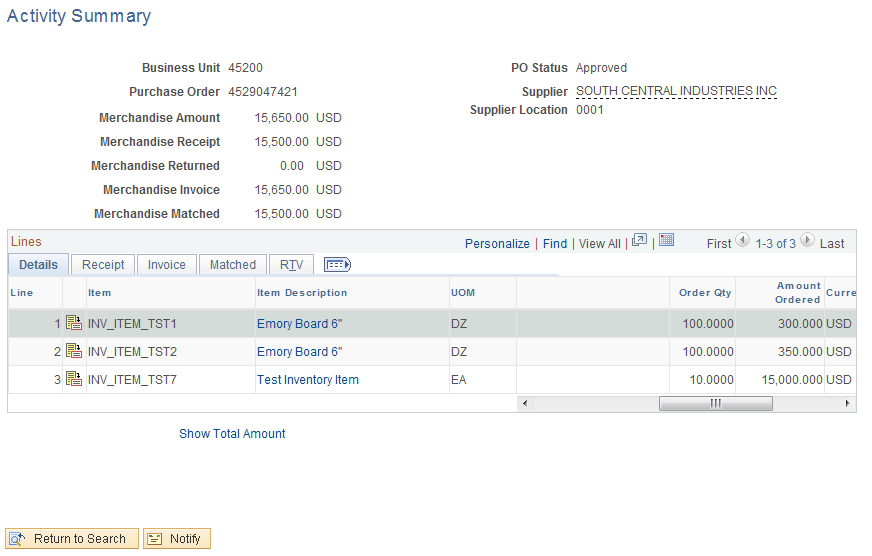 Activity Summary
Business Unit 45200 PO Status Approved
Purchase Order 4529047421 Supplier SOUTH CENTRAL INDUSTRIES INC
Supplier Location 0001
Merchandise Amount 15,650.00 USD
Merchandise Receipt 15,500.00 USD
Merchandise Returned 0.00 USD
Merchandise Invoice 15,650.00 USD
Merchandise Matched 15,500.00 USD
Lines Personalize | Find | View All | | First 1-3 of 3 Last
Details Receipt Invoice Matched RTV
Line Item Item Description UOM Order Qty Amount Ordered Curre
1 INV_ITEM_TST1 Emory Board 6" DZ 100.0000 300.000 USD
2 INV_ITEM_TST2 Emory Board 6" DZ 100.0000 350.000 USD
3 INV_ITEM_TST7 Test Inventory Item EA 10.0000 15,000.000 USD
Show Total Amount
Return to Search Notify